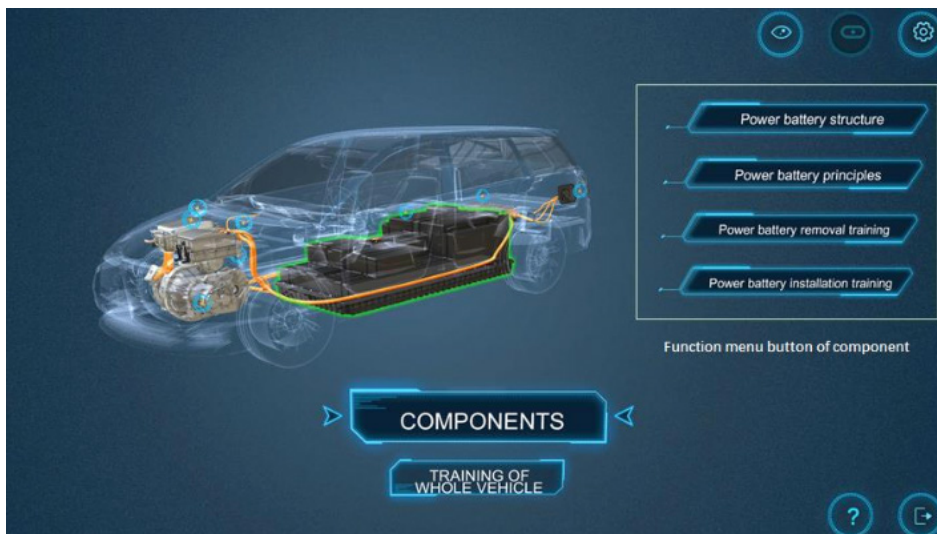 Power battery structure
Power battery principles
Power battery removal training
Power battery installation training
Function menu button of component
COMPONENTS
TRAINING OF
WHOLE VEHICLE
?